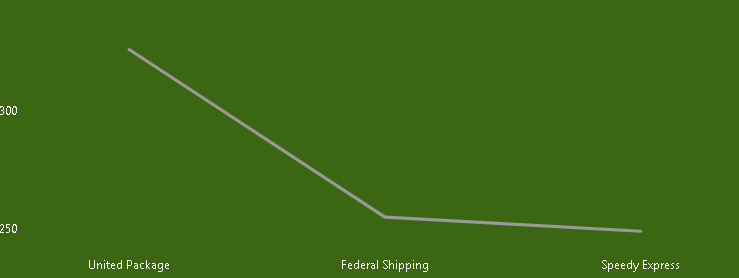 300
250
United Package
Federal Shipping
Speedy Express